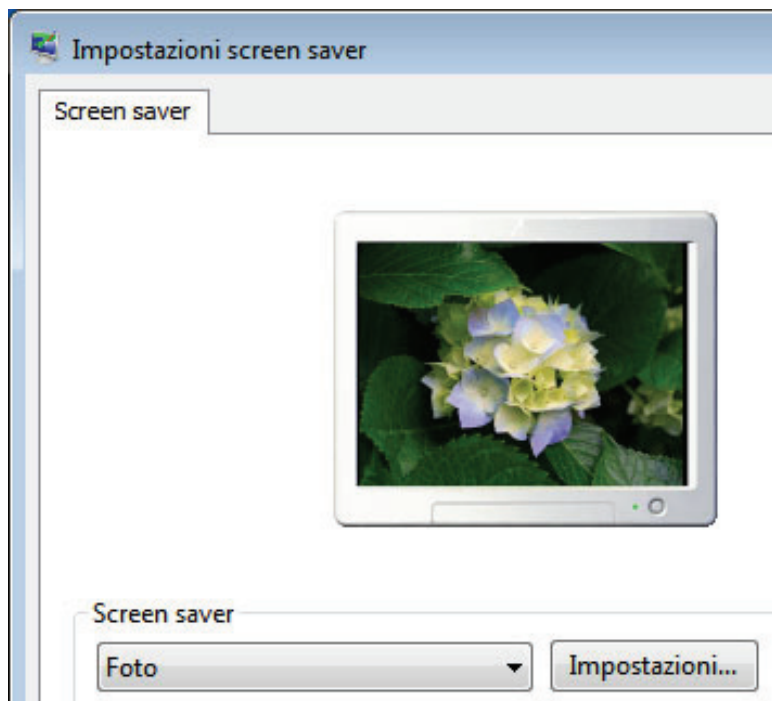 Impostazioni screen saver
Screen saver
Screen saver
Foto
Impostazioni...